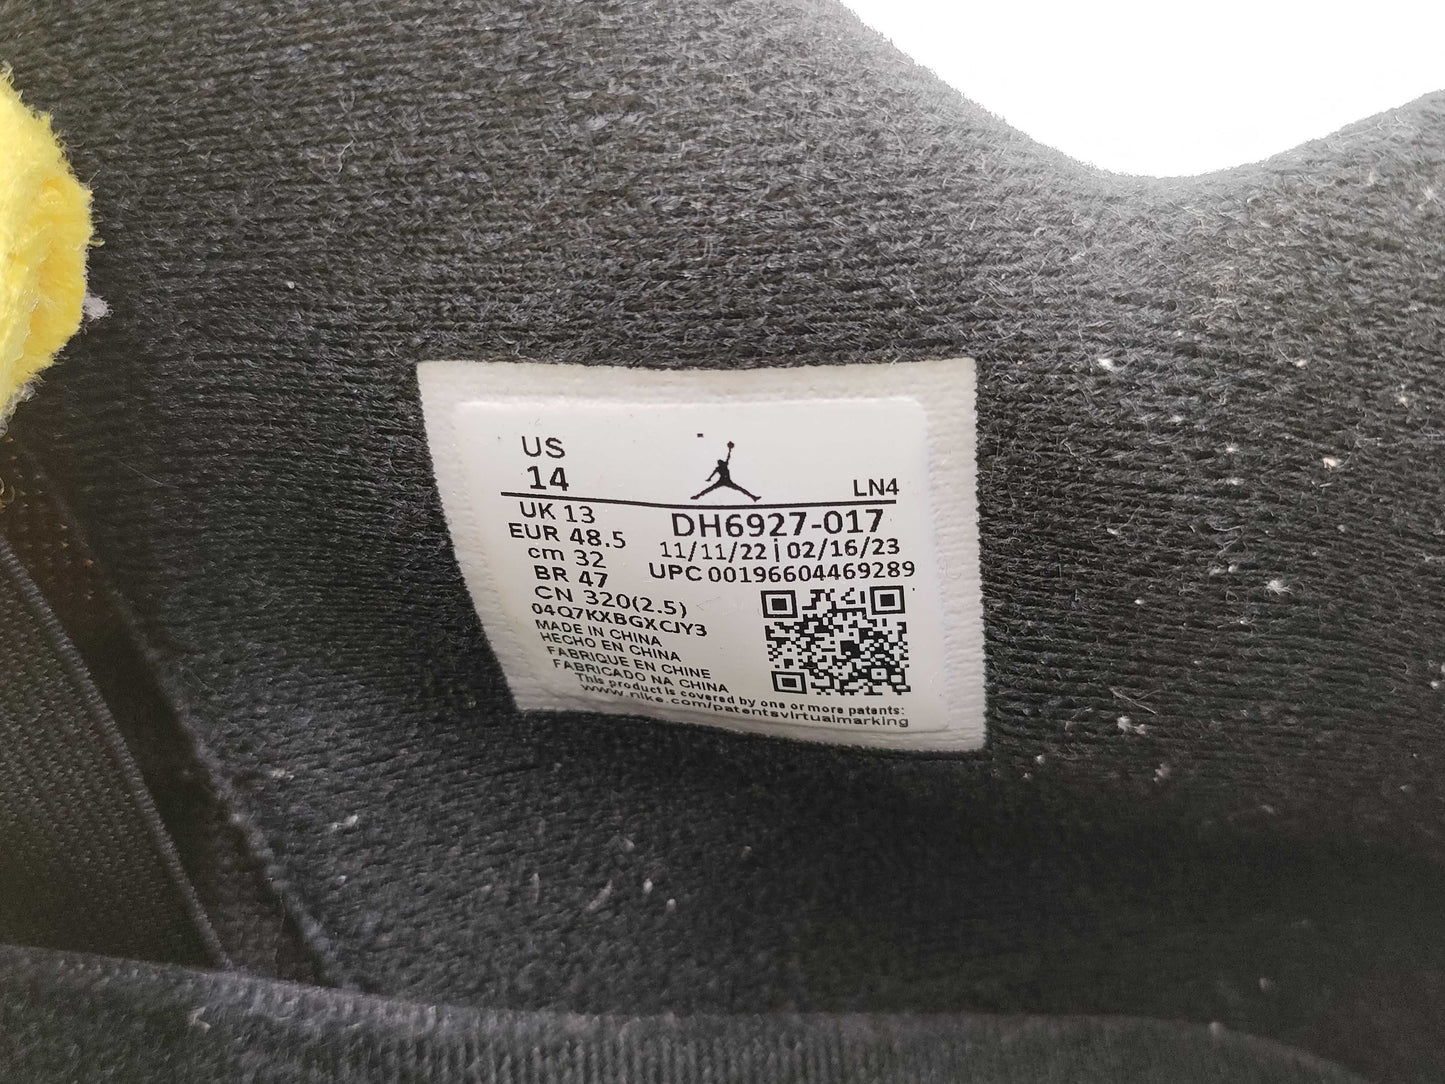 US
14
LN4
UK 13
EUR 48.5
cm 32
BR 47
CN 320(2.5)
04Q7KXBGXCJY3
DH6927-017
11/11/22 | 02/16/23
UPC 00196604469289
MADE IN CHINA
HECHO EN CHINA
FABRIQUE EN CHINE
FABRICADO NA CHINA
This product is covered by one or more patents:
www.nike.com/patentsvirtualmarking